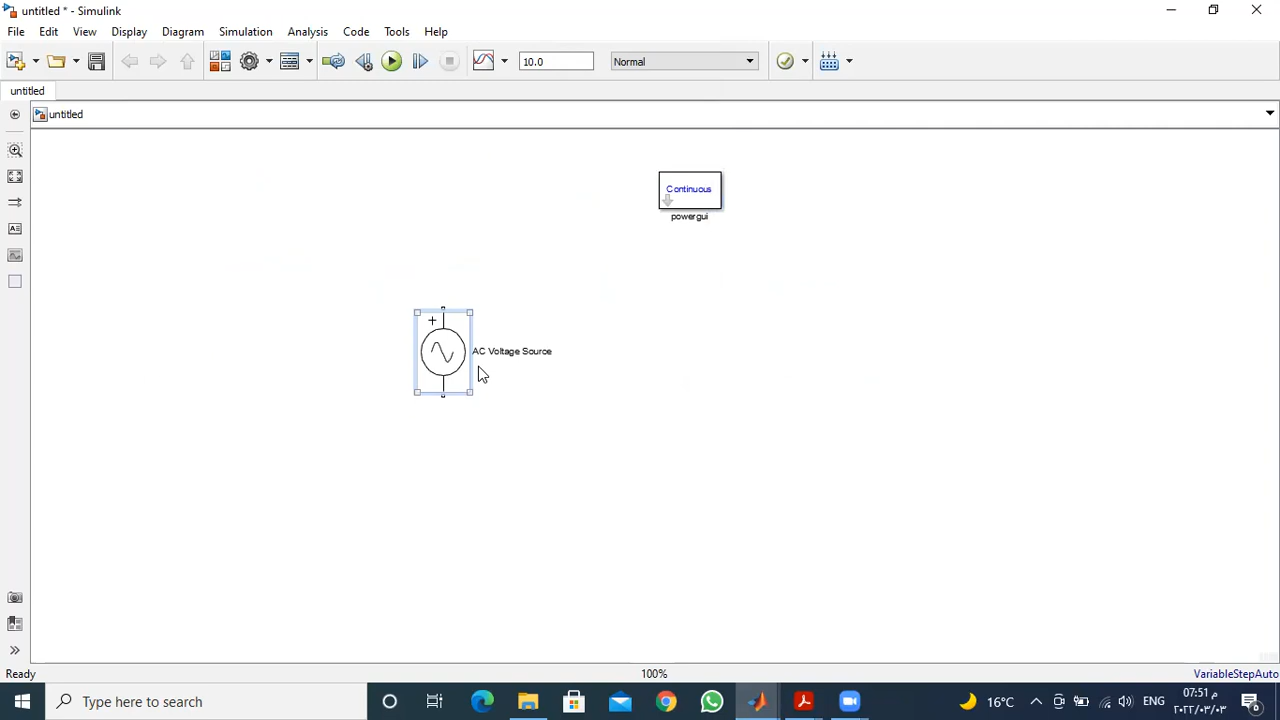 untitled * - Simulink
File Edit View Display Diagram Simulation Analysis Code Tools Help
10.0 Normal
untitled
untitled
Continuous
powergui
+
AC Voltage Source
Ready 100% VariableStepAuto
Type here to search
16°C ENG
07:51 م
٢٠٢٢/٠٣/٠٣